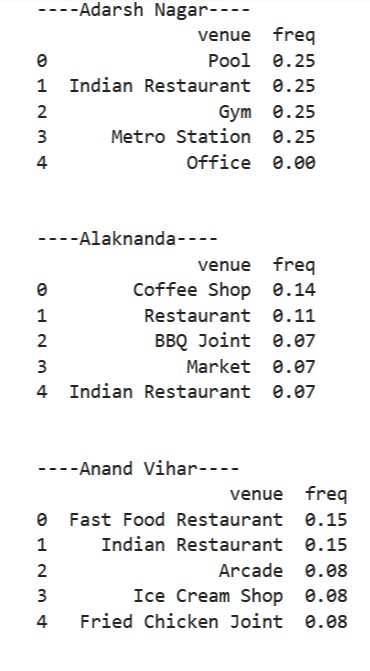 ----Adarsh Nagar----
venue freq
0 Pool 0.25
1 Indian Restaurant 0.25
2 Gym 0.25
3 Metro Station 0.25
4 Office 0.00
----Alaknanda----
venue freq
0 Coffee Shop 0.14
1 Restaurant 0.11
2 BBQ Joint 0.07
3 Market 0.07
4 Indian Restaurant 0.07
----Anand Vihar----
venue freq
0 Fast Food Restaurant 0.15
1 Indian Restaurant 0.15
2 Arcade 0.08
3 Ice Cream Shop 0.08
4 Fried Chicken Joint 0.08